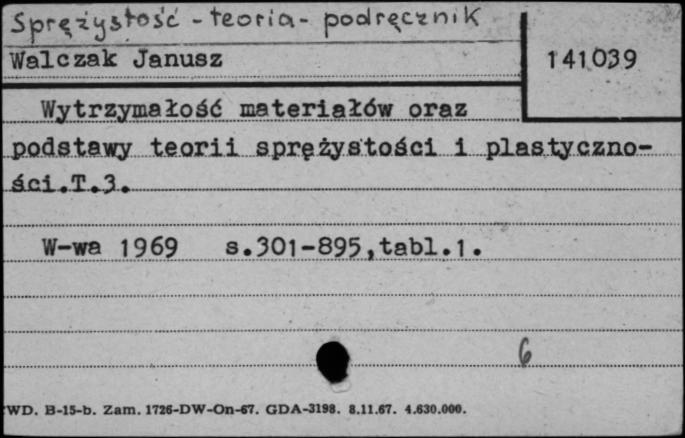 Sprężystość - teoria - podręcznik
Walczak Janusz
141039
Wytrzymałość materiałów oraz
podstawy teorii sprężystości i plastyczno-
ści.T.3.
W-wa 1969 s.301-895,tabl.1.
6
WD. B-15-b. Zam. 1726-DW-On-67. GDA-3198. 8.11.67. 4.630.000.